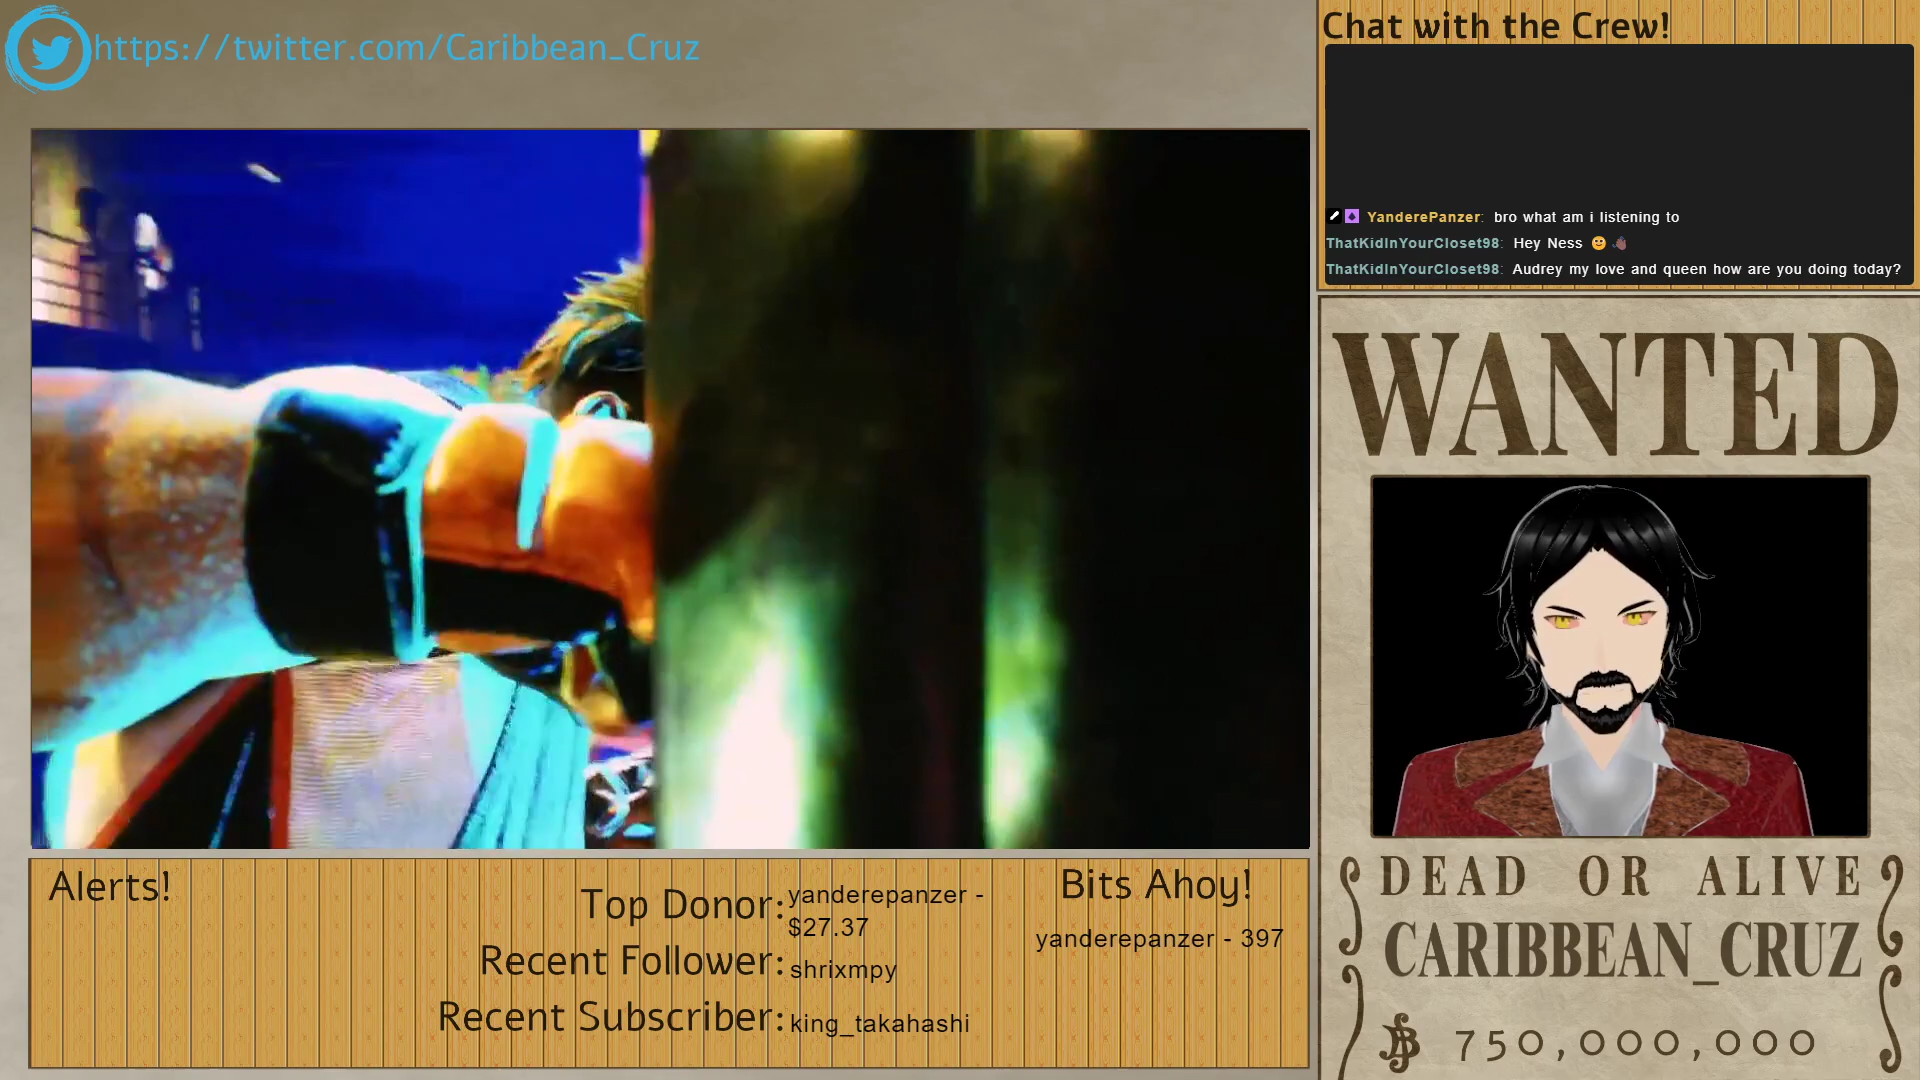 https://twitter.com/Caribbean_Cruz
Chat with the Crew!
YanderePanzer: bro what am i listening to
ThatKidInYourCloset98: Hey Ness
ThatKidInYourCloset98: Audrey my love and queen how are you doing today?
WANTED
DEAD OR ALIVE
CARIBBEAN_CRUZ
750,000,000
Alerts!
Top Donor: yanderepanzer -
$27.37
Recent Follower: shrixmpy
Recent Subscriber: king_takahashi
Bits Ahoy!
yanderepanzer - 397